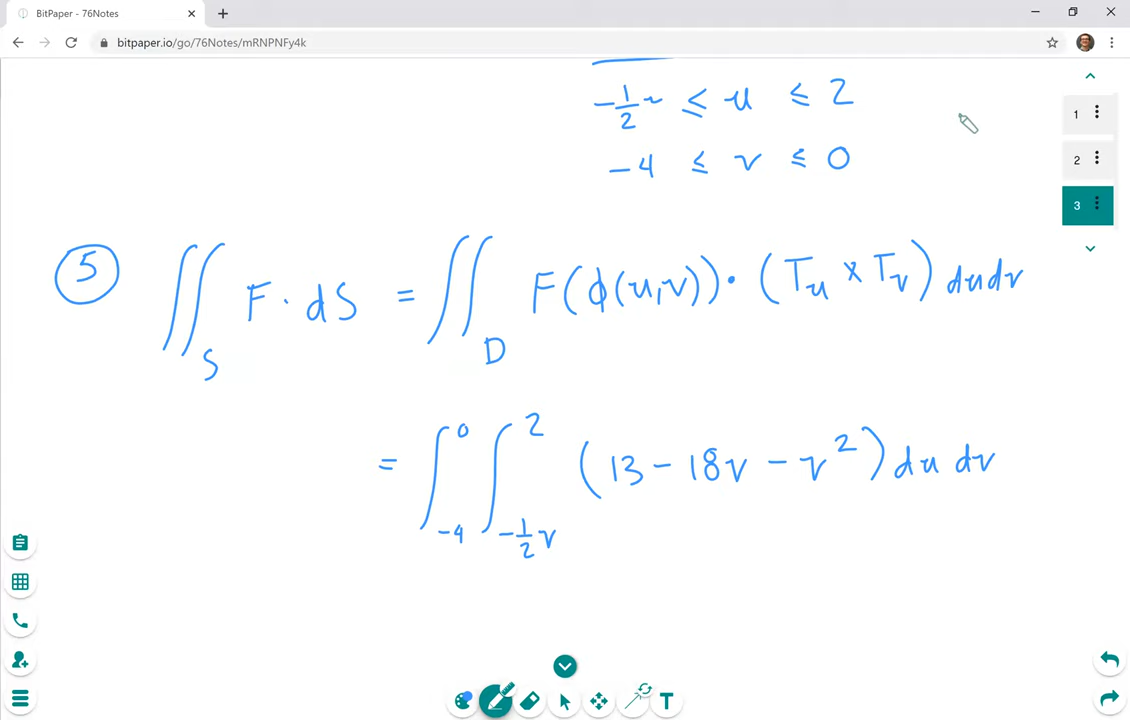 BitPaper - 76Notes
bitpaper.io/go/76Notes/mRNPNFy4k
-1/2 v ≤ u ≤ 2
-4 ≤ v ≤ 0
1
2
3
⑤ ∬_S F · dS = ∬_D F(φ(u,v)) · (T_u × T_v) du dv
= ∫_{-4}^{0} ∫_{-1/2 v}^{2} (13 - 18v - v²) du dv
T